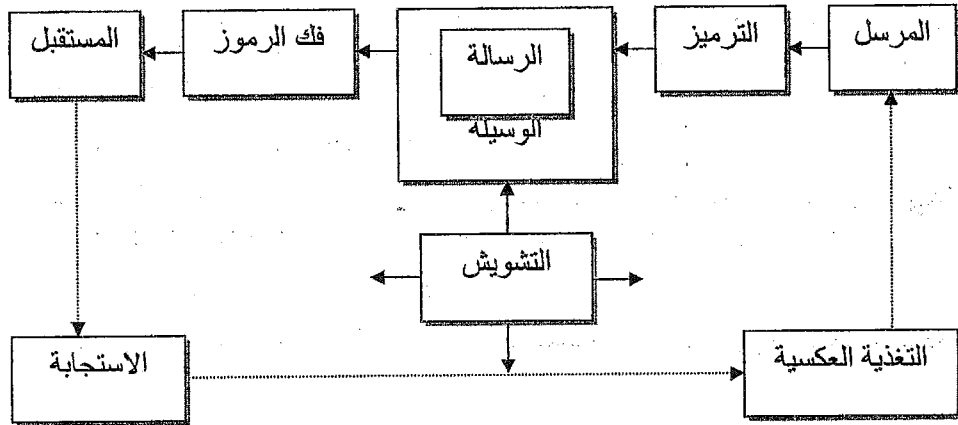 المرسل
الترميز
الرسالة
الوسيله
فك الرموز
المستقبل
التشويش
التغذية العكسية
الاستجابة